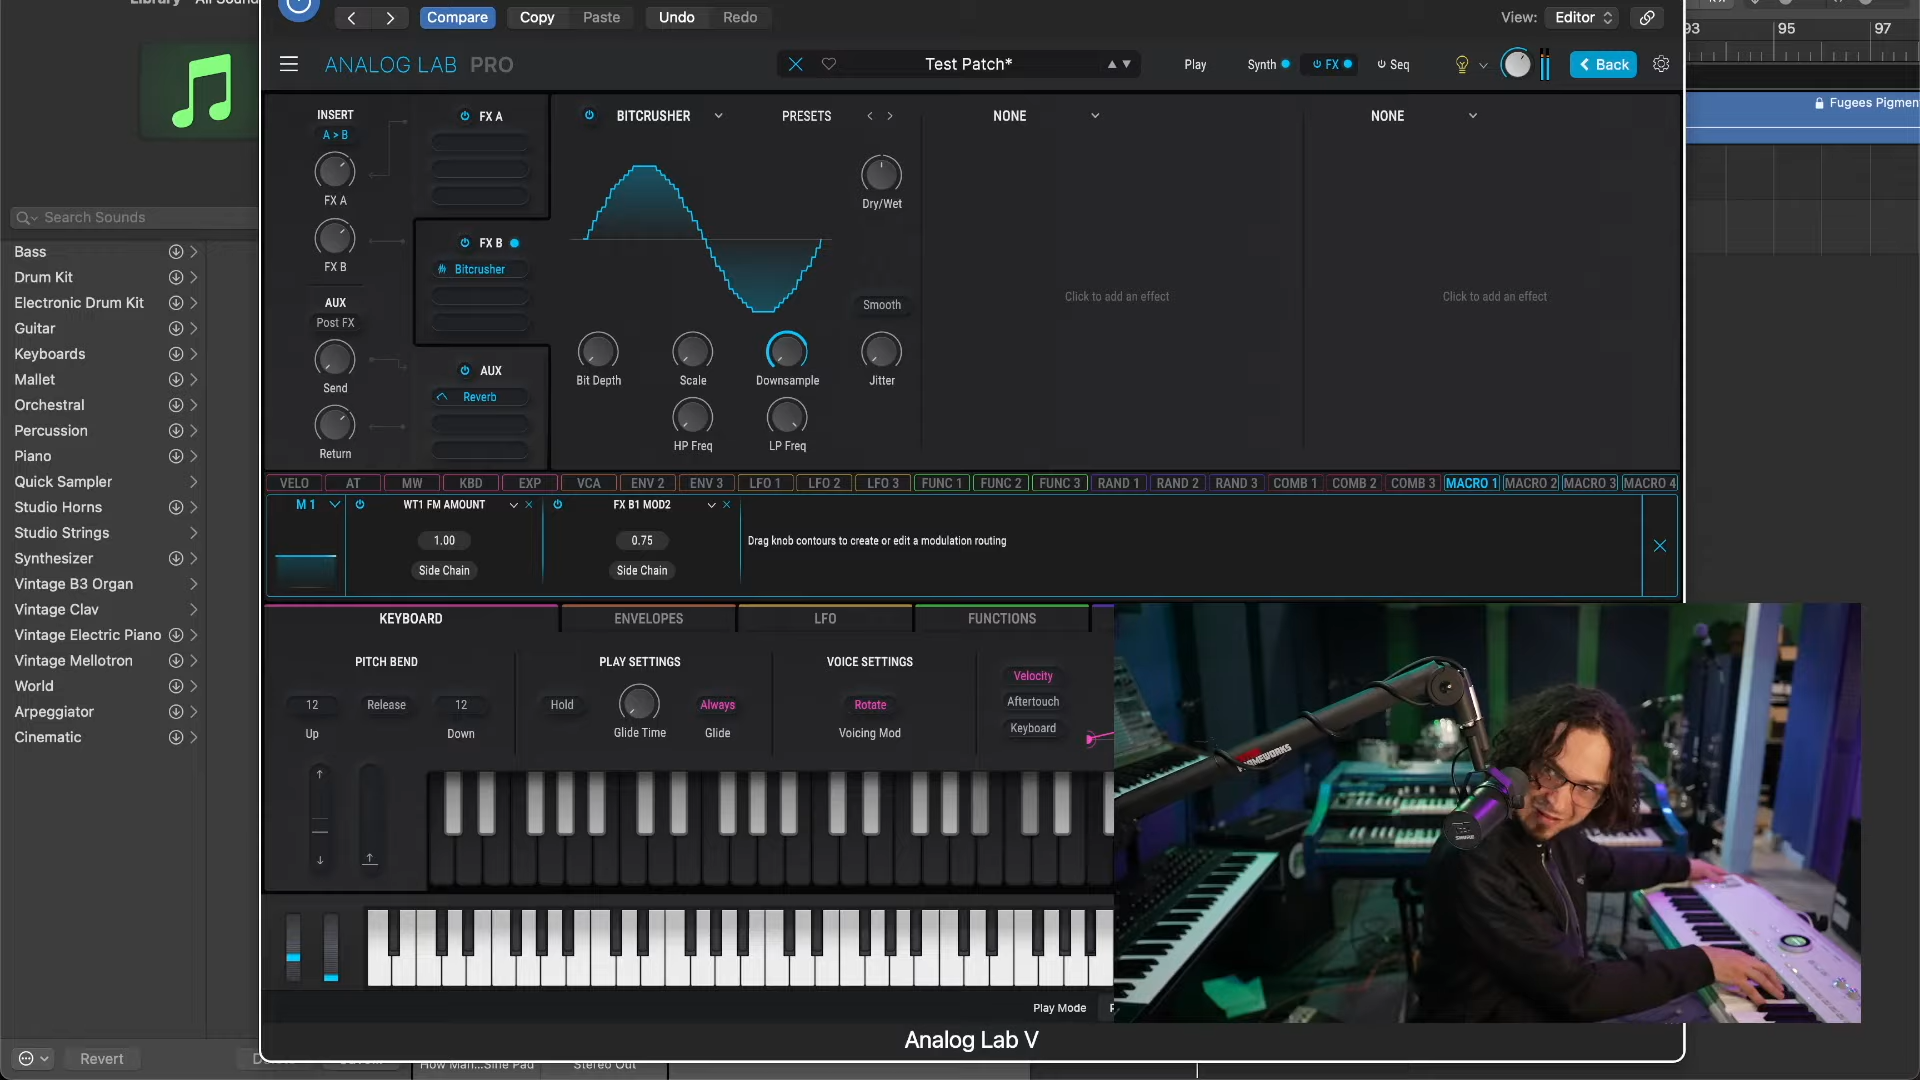 Library
Compare
Copy
Paste
Undo
Redo
View:
Editor
93
95
97
ANALOG LAB PRO
Test Patch*
Play
Synth
FX
Seq
Back
Fugees Pigmen
INSERT
A > B
FX A
FX B
AUX
Post FX
Send
Return
FX A
FX B
Bitcrusher
AUX
Reverb
BITCRUSHER
PRESETS
Dry/Wet
Smooth
Bit Depth
Scale
Downsample
Jitter
HP Freq
LP Freq
NONE
Click to add an effect
NONE
Click to add an effect
Search Sounds
Bass
Drum Kit
Electronic Drum Kit
Guitar
Keyboards
Mallet
Orchestral
Percussion
Piano
Quick Sampler
Studio Horns
Studio Strings
Synthesizer
Vintage B3 Organ
Vintage Clav
Vintage Electric Piano
Vintage Mellotron
World
Arpeggiator
Cinematic
VELO
AT
MW
KBD
EXP
VCA
ENV 2
ENV 3
LFO 1
LFO 2
LFO 3
FUNC 1
FUNC 2
FUNC 3
RAND 1
RAND 2
RAND 3
COMB 1
COMB 2
COMB 3
MACRO 1
MACRO 2
MACRO 3
MACRO 4
M 1
WT1 FM AMOUNT
1.00
Side Chain
FX B1 MOD2
0.75
Side Chain
Drag knob contours to create or edit a modulation routing
KEYBOARD
ENVELOPES
LFO
FUNCTIONS
PITCH BEND
12
Release
12
Up
Down
PLAY SETTINGS
Hold
Always
Glide Time
Glide
VOICE SETTINGS
Rotate
Voicing Mod
Velocity
Aftertouch
Keyboard
SHURE
Play Mode
Analog Lab V
Revert
Stereo Out